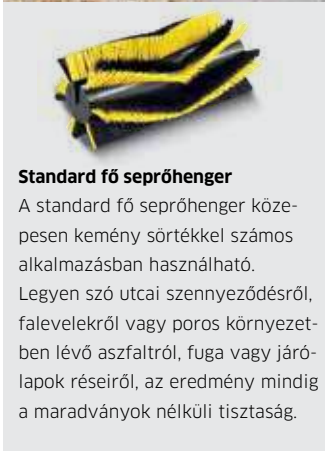 Standard fő seprőhenger
A standard fő seprőhenger köze-
pesen kemény sörtékkel számos
alkalmazásban használható.
Legyen szó utcai szennyeződésről,
falevelekről vagy poros környezet-
ben lévő aszfaltról, fuga vagy járó-
lapok réseiről, az eredmény mindig
a maradványok nélküli tisztaság.